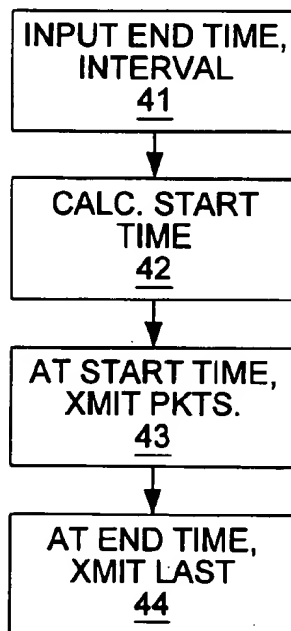 INPUT END TIME,
INTERVAL
41
CALC. START
TIME
42
AT START TIME,
XMIT PKTS.
43
AT END TIME,
XMIT LAST
44